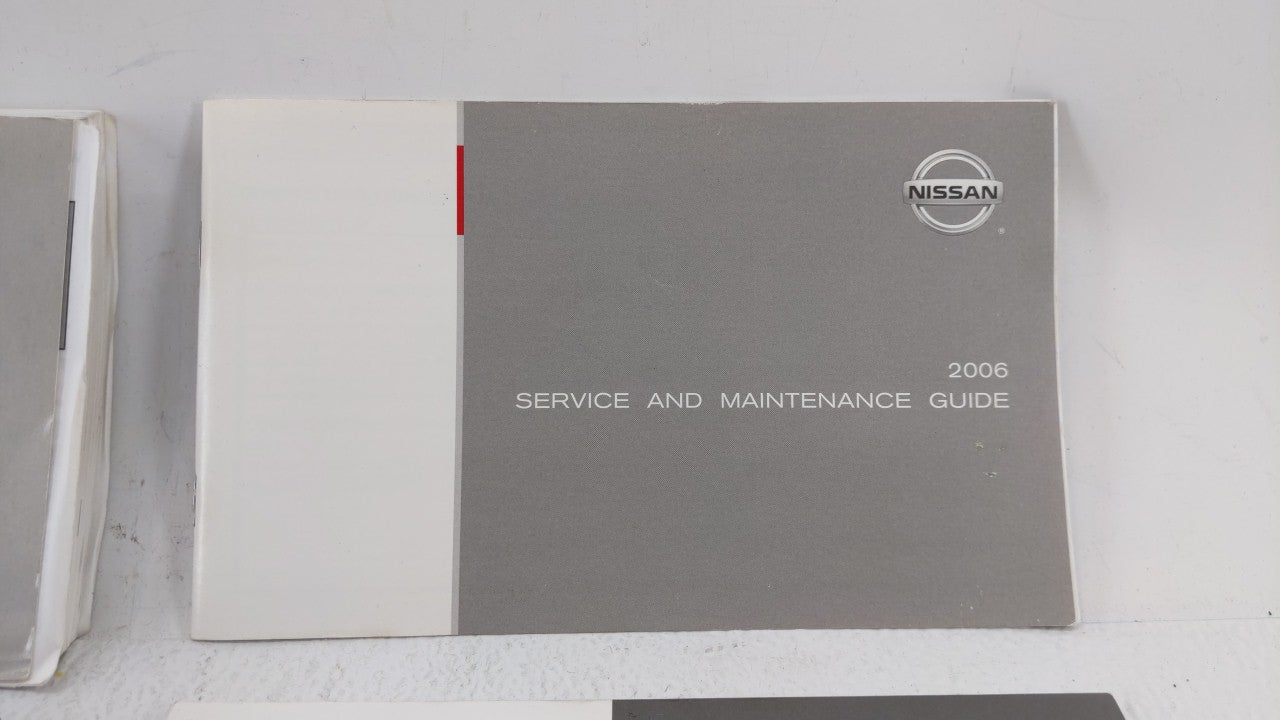 NISSAN
®
2006
SERVICE AND MAINTENANCE GUIDE